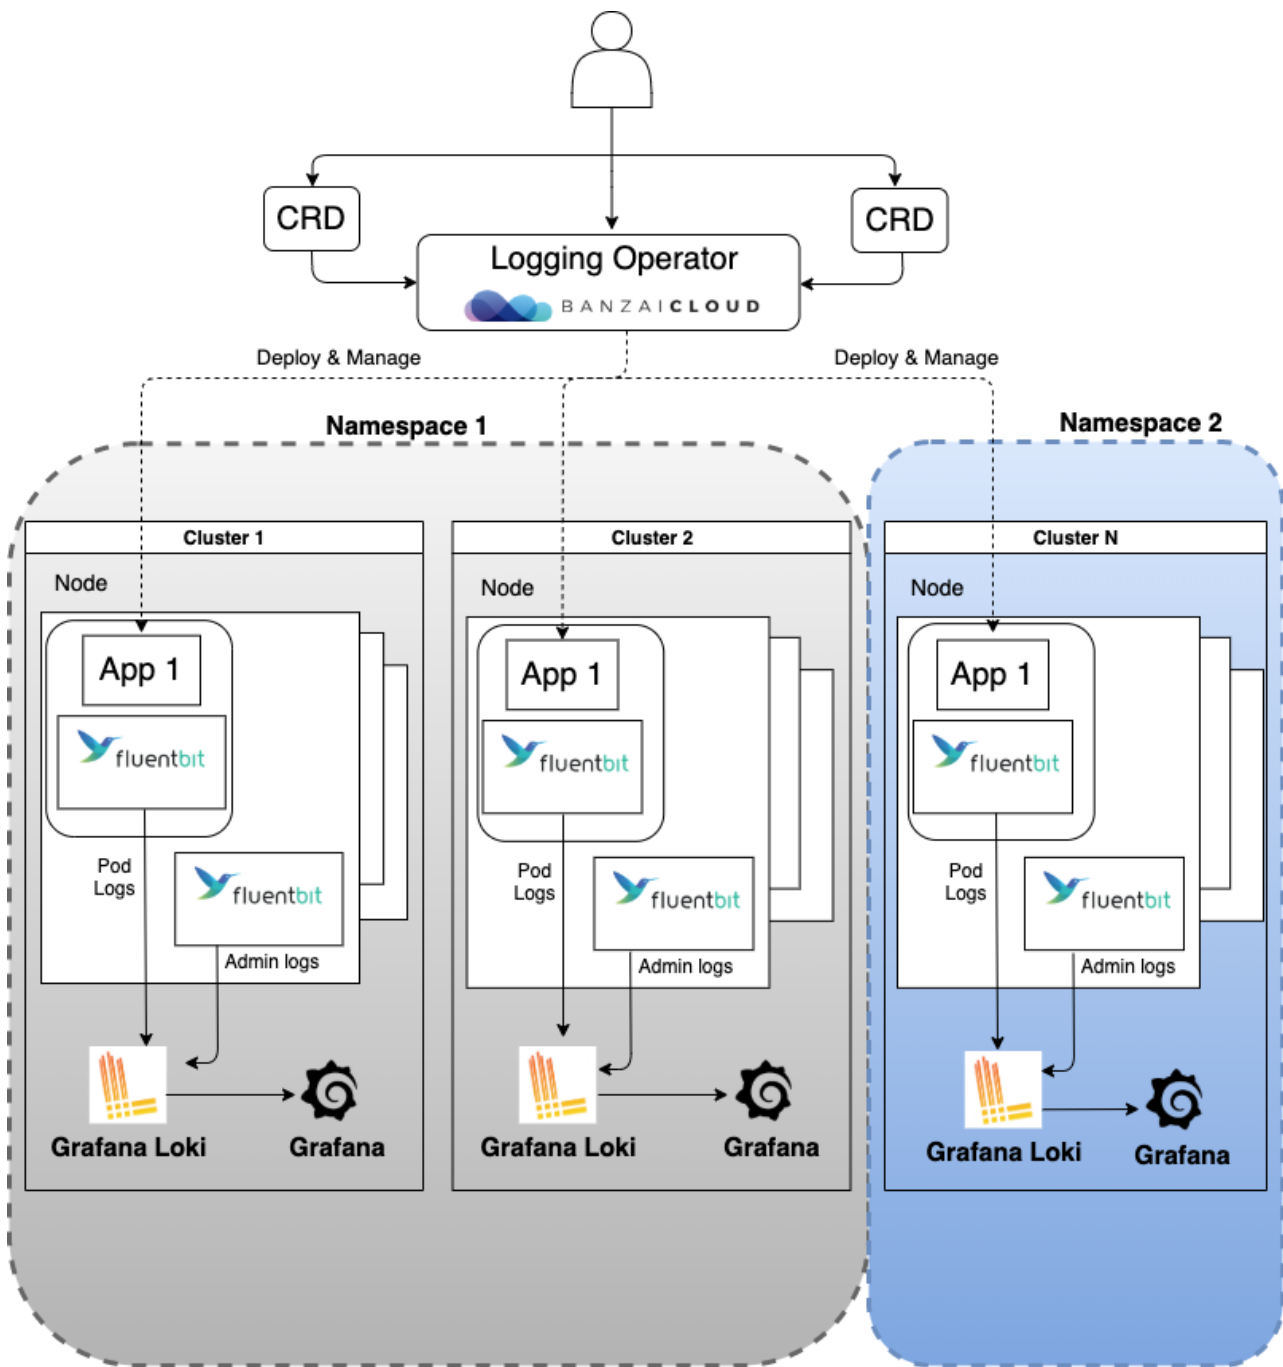 CRD
CRD
Logging Operator
BANZAICLOUD
Deploy & Manage
Deploy & Manage
Namespace 1
Namespace 2
Cluster 1
Node
App 1
fluentbit
Pod
Logs
fluentbit
Admin logs
Grafana Loki
Grafana
Cluster 2
Node
App 1
fluentbit
Pod
Logs
fluentbit
Admin logs
Grafana Loki
Grafana
Cluster N
Node
App 1
fluentbit
Pod
Logs
fluentbit
Admin logs
Grafana Loki
Grafana